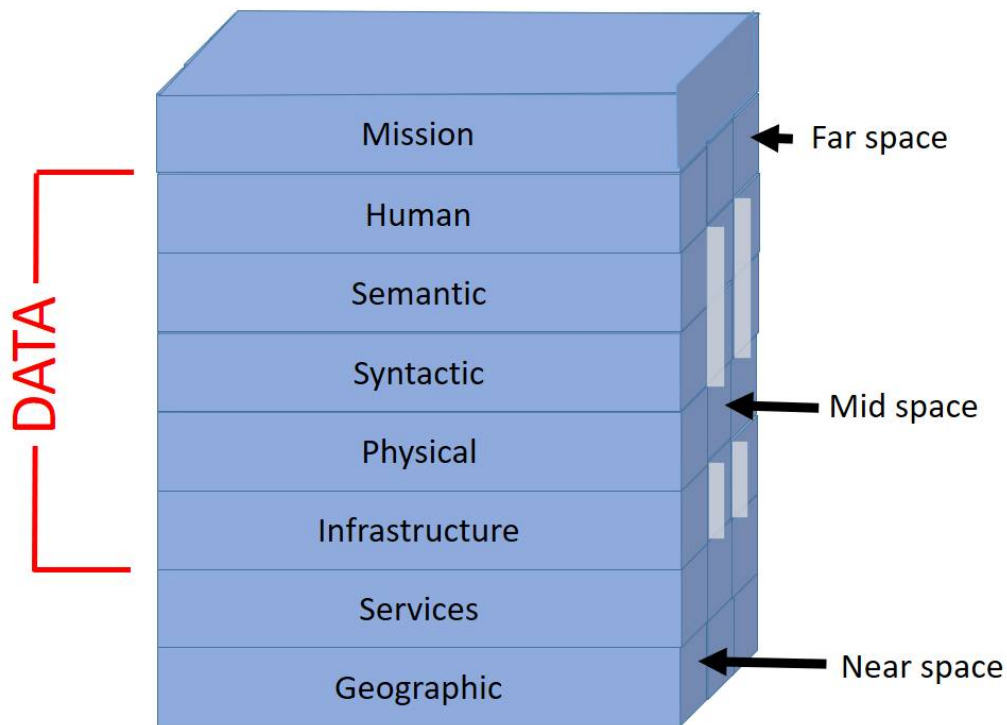 Mission
Far space
Human
Semantic
DATA
Syntactic
Mid space
Physical
Infrastructure
Services
Near space
Geographic